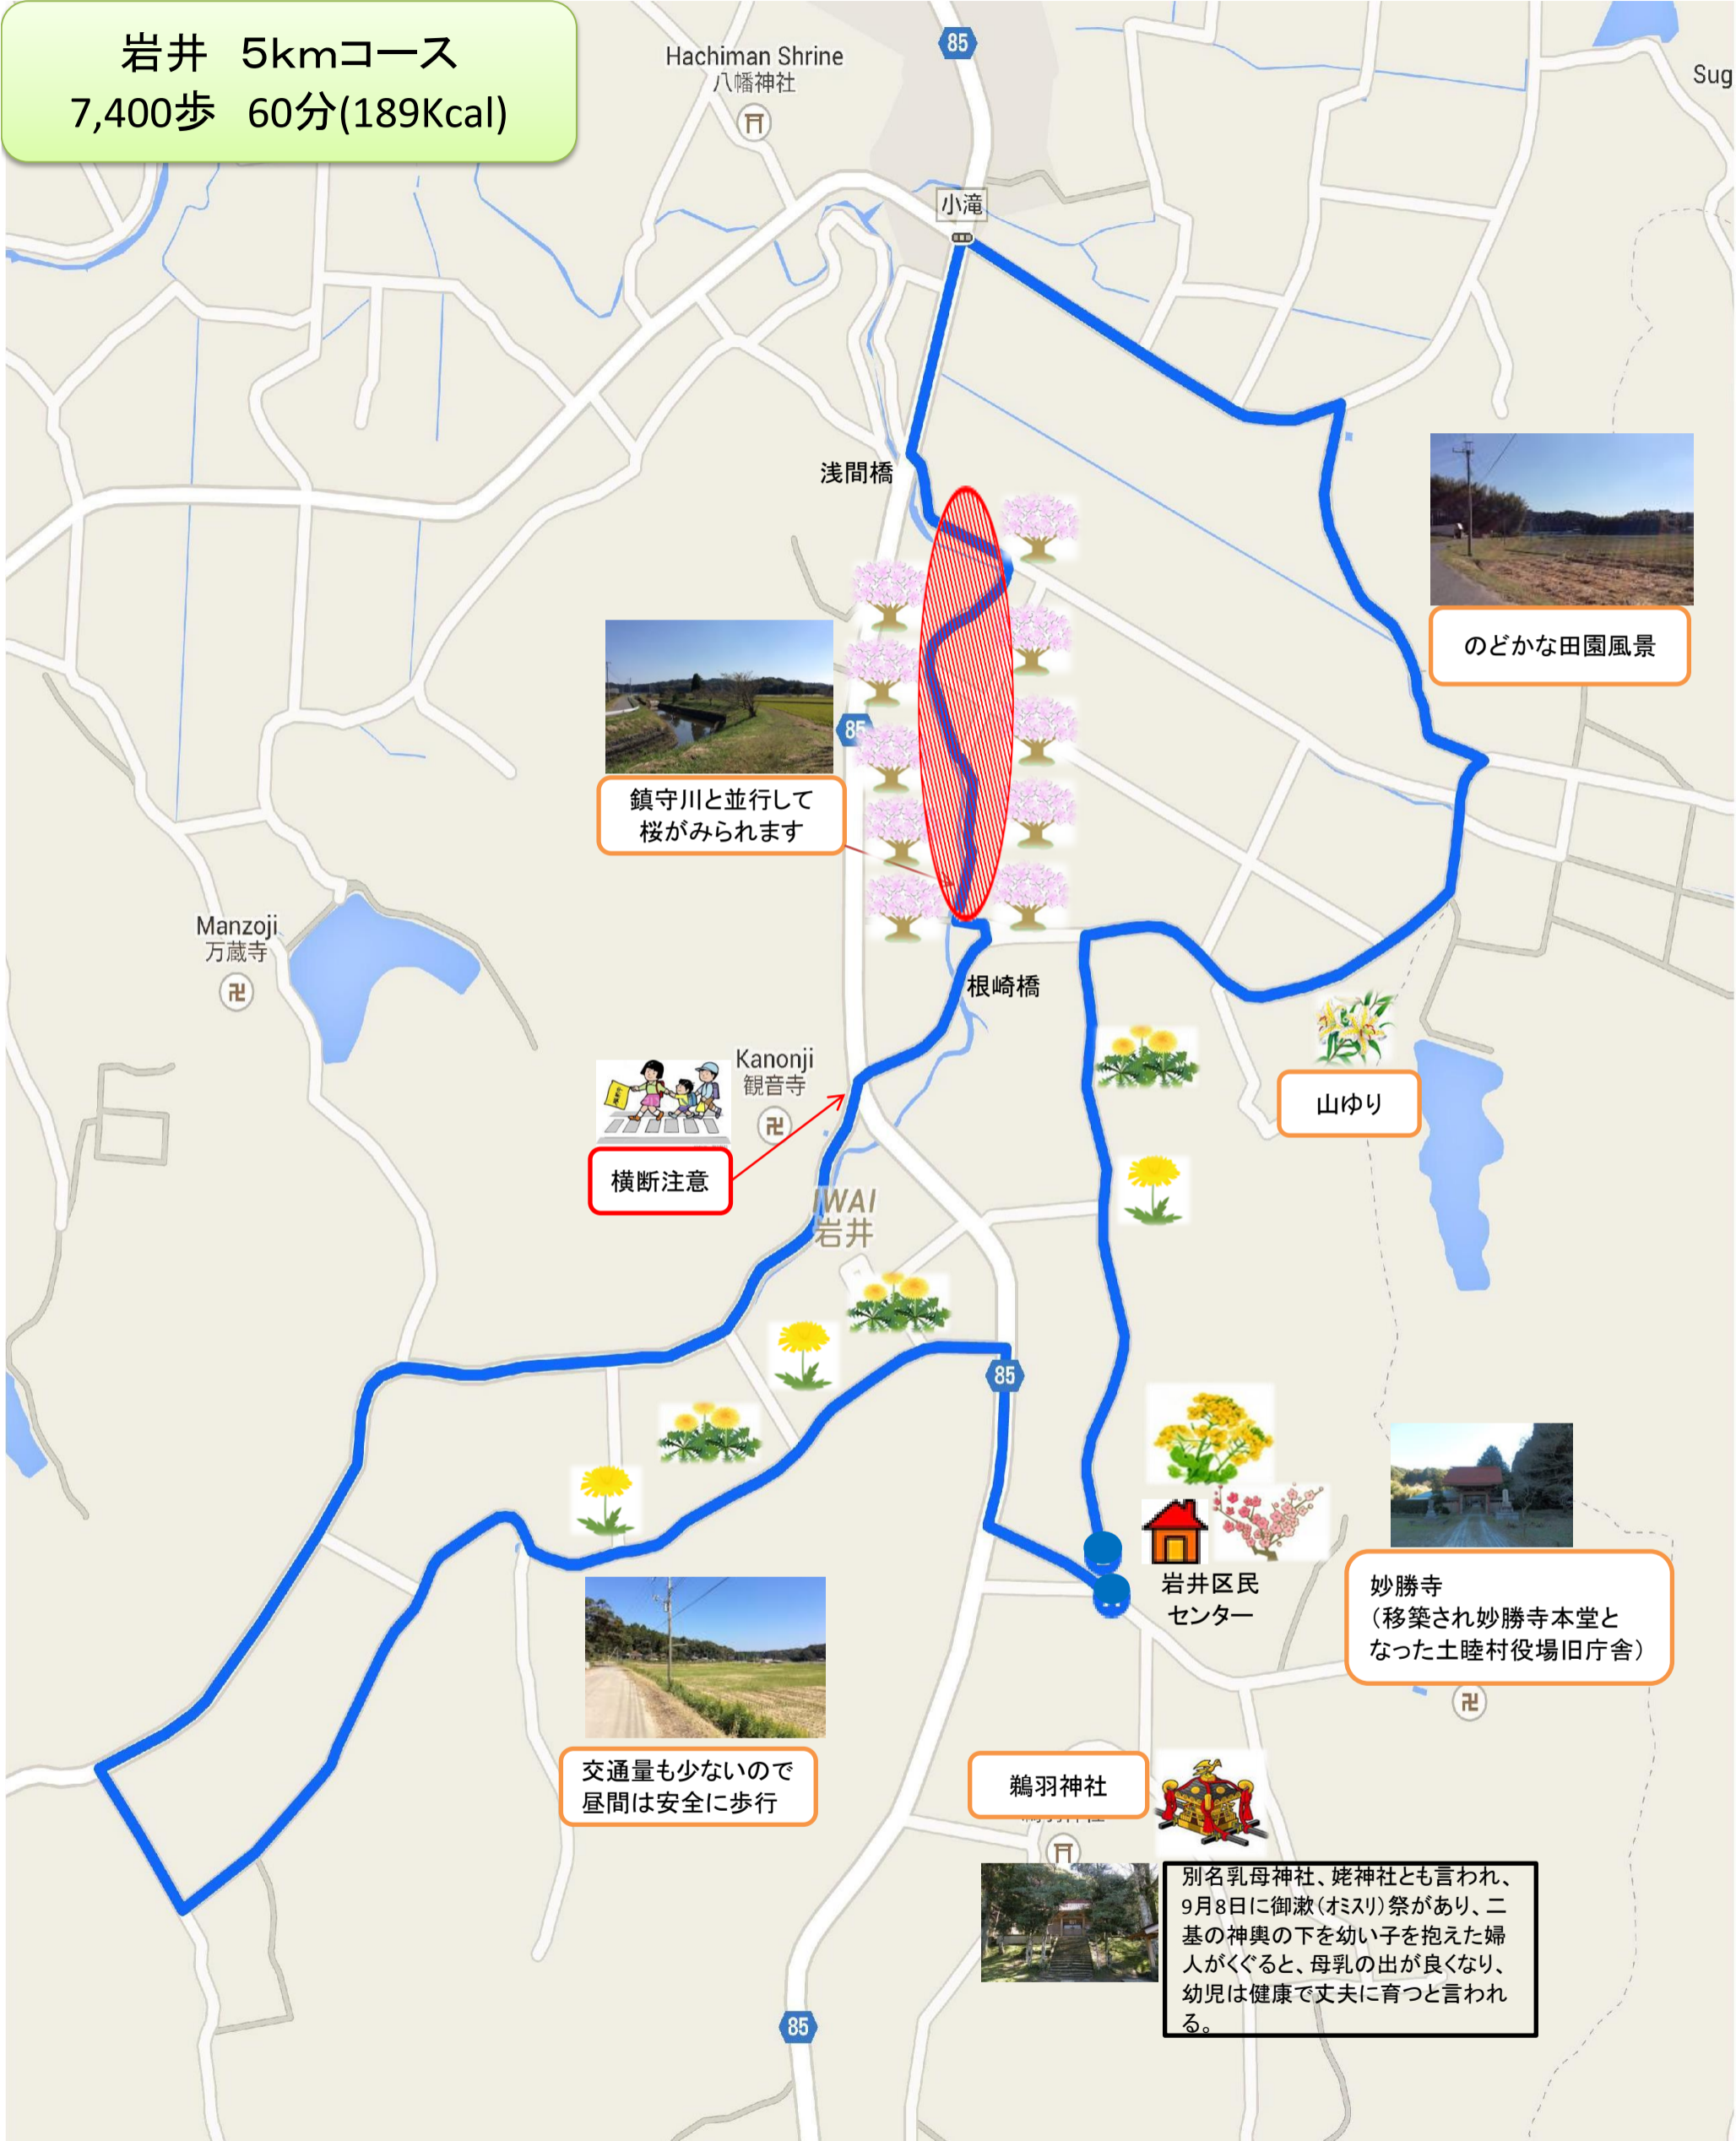 岩井　5kmコース
7,400歩　60分(189Kcal)
Hachiman Shrine
八幡神社
85
Sug
小滝
浅間橋
のどかな田園風景
85
鎮守川と並行して
桜がみられます
Manzoji
万蔵寺
根崎橋
Kanonji
観音寺
山ゆり
横断注意
IWAI
岩井
85
岩井区民
センター
妙勝寺
（移築され妙勝寺本堂と
なった土睦村役場旧庁舎）
交通量も少ないので
昼間は安全に歩行
鵜羽神社
別名乳母神社、姥神社とも言われ、
9月8日に御漱（オミスリ）祭があり、二
基の神輿の下を幼い子を抱えた婦
人がくぐると、母乳の出が良くなり、
幼児は健康で丈夫に育つと言われ
る。
85